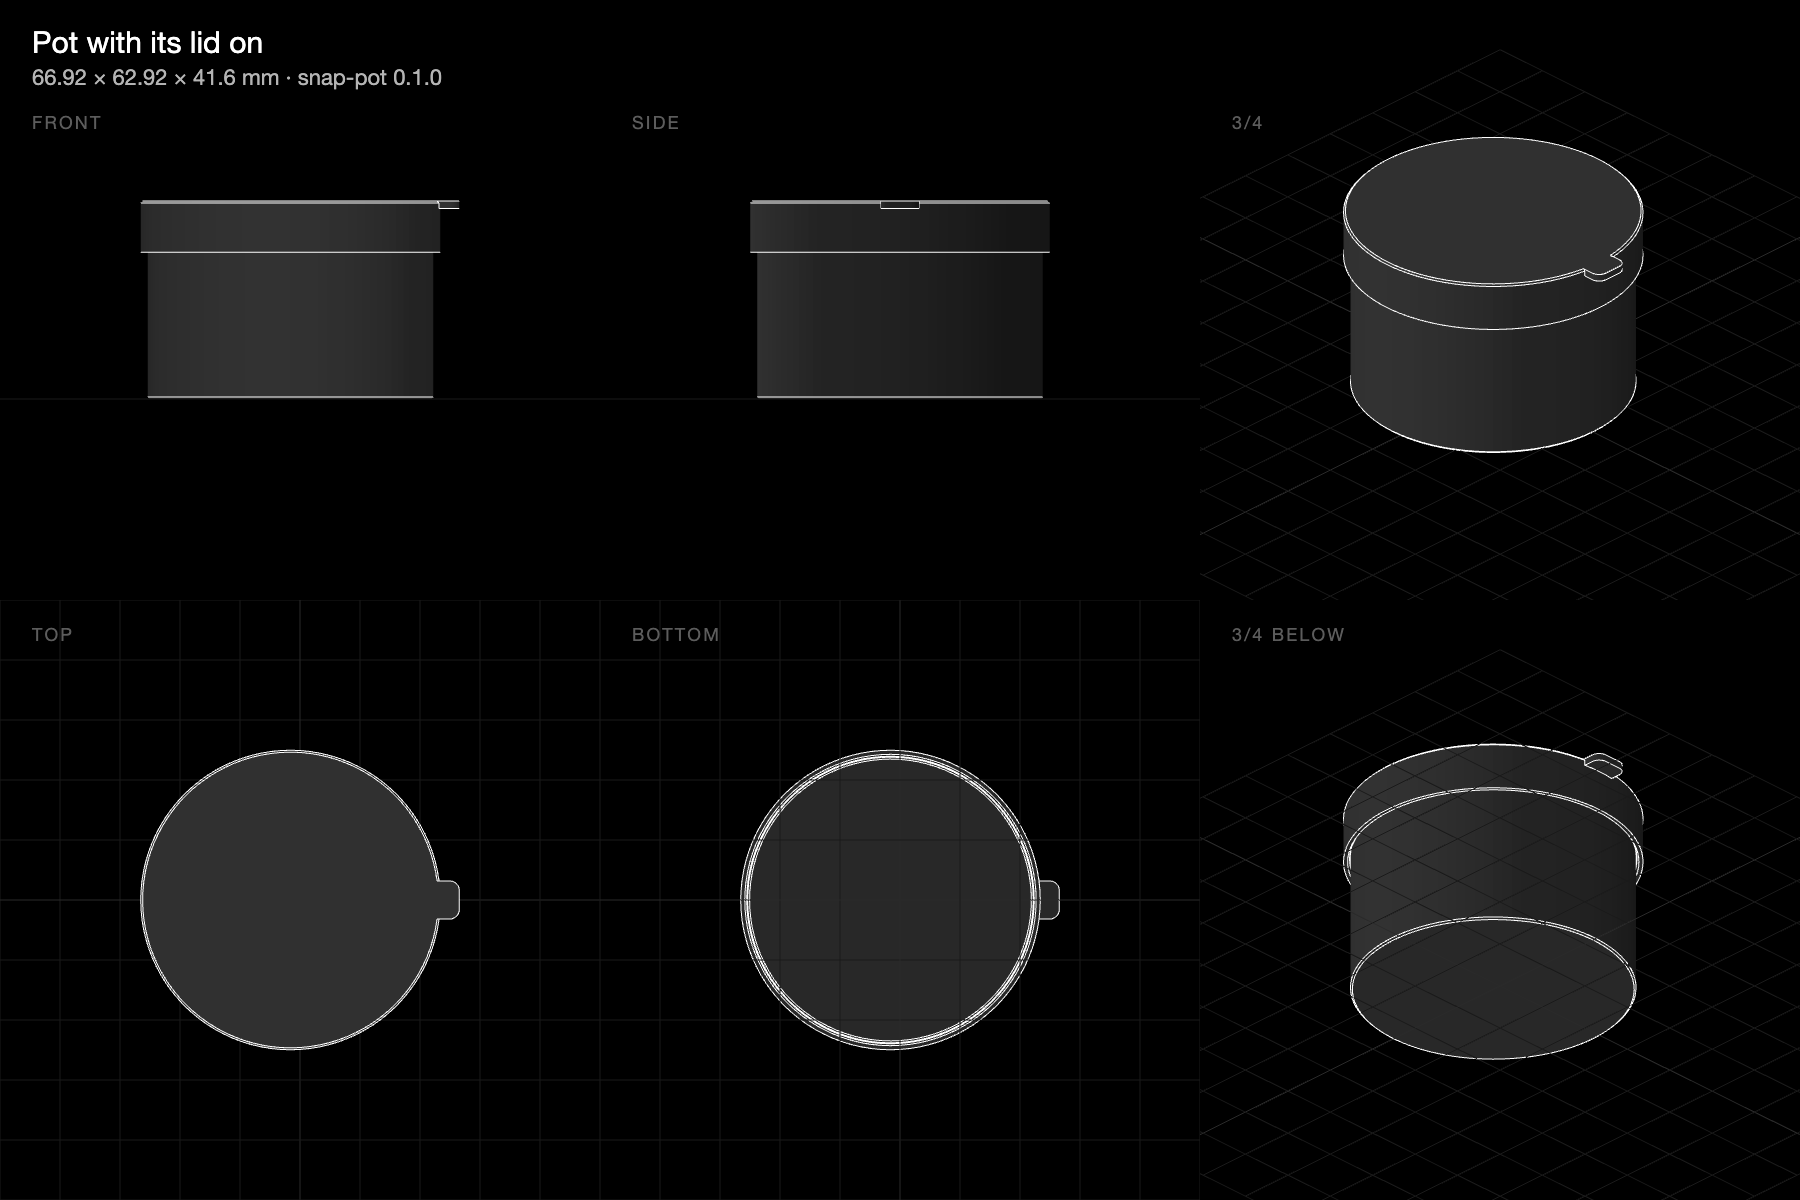 Pot with its lid on
66.92 × 62.92 × 41.6 mm · snap-pot 0.1.0
FRONT
SIDE
3/4
TOP
BOTTOM
3/4 BELOW